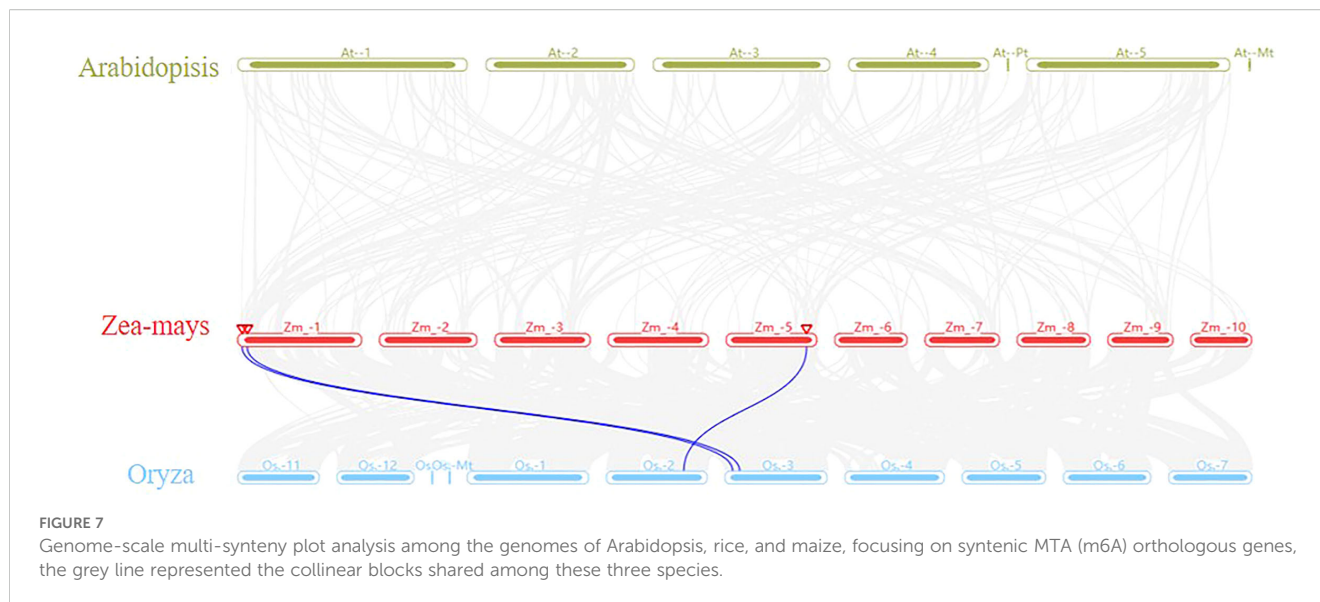 At--1 At--2 At--3 At--4 At--Pt At--5 At--Mt
Arabidopisis
Zea-mays
Zm_-1 Zm_-2 Zm_-3 Zm_-4 Zm_-5 Zm_-6 Zm_-7 Zm_-8 Zm_-9 Zm_-10
Oryza
Os.-11 Os.-12 Os.-Mt Os.-1 Os.-2 Os.-3 Os.-4 Os.-5 Os.-6 Os.-7
FIGURE 7
Genome-scale multi-synteny plot analysis among the genomes of Arabidopsis, rice, and maize, focusing on syntenic MTA (m6A) orthologous genes,
the grey line represented the collinear blocks shared among these three species.